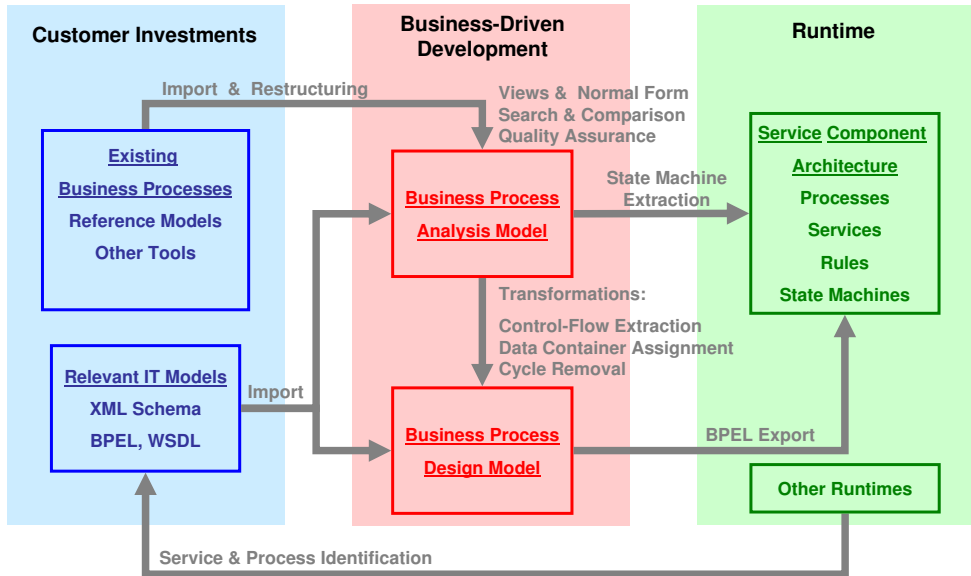 Customer Investments
Business-Driven
Development
Runtime
Import & Restructuring
Views & Normal Form
Search & Comparison
Quality Assurance
Existing
Business Processes
Reference Models
Other Tools
Business Process
Analysis Model
State Machine
Extraction
Service Component
Architecture
Processes
Services
Rules
State Machines
Transformations:
Control-Flow Extraction
Data Container Assignment
Cycle Removal
Relevant IT Models
XML Schema
BPEL, WSDL
Import
Business Process
Design Model
BPEL Export
Other Runtimes
Service & Process Identification